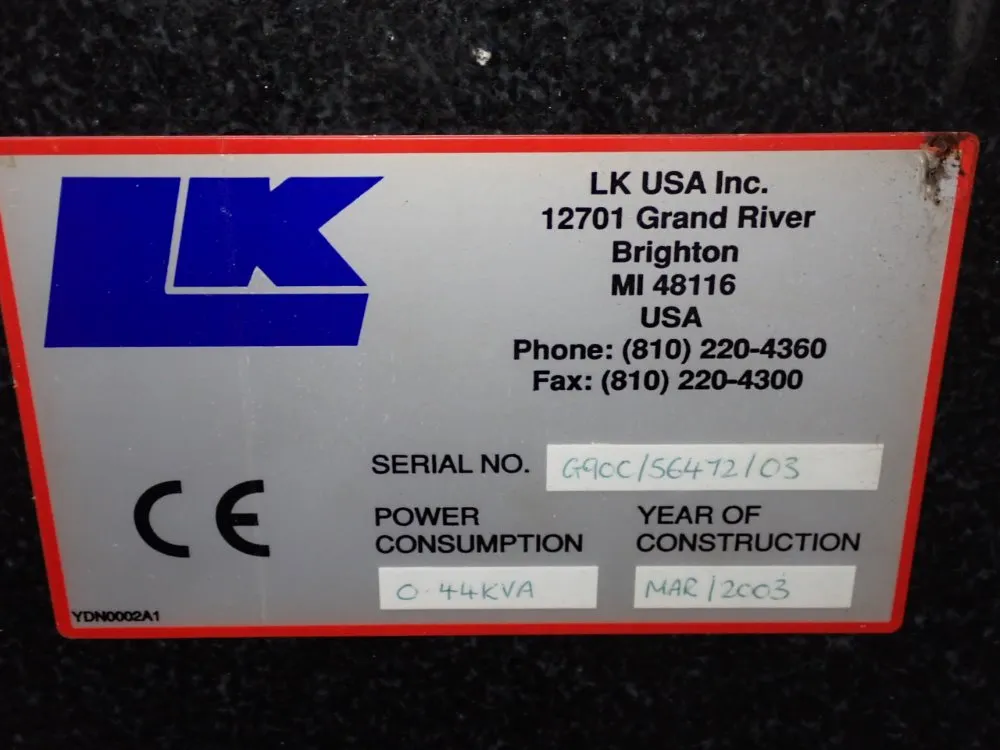 LK
LK USA Inc.
12701 Grand River
Brighton
MI 48116
USA
Phone: (810) 220-4360
Fax: (810) 220-4300
SERIAL NO. G90C/56472/03
CE
POWER CONSUMPTION
0.44KVA
YEAR OF CONSTRUCTION
MAR/2003
YDN0002A1